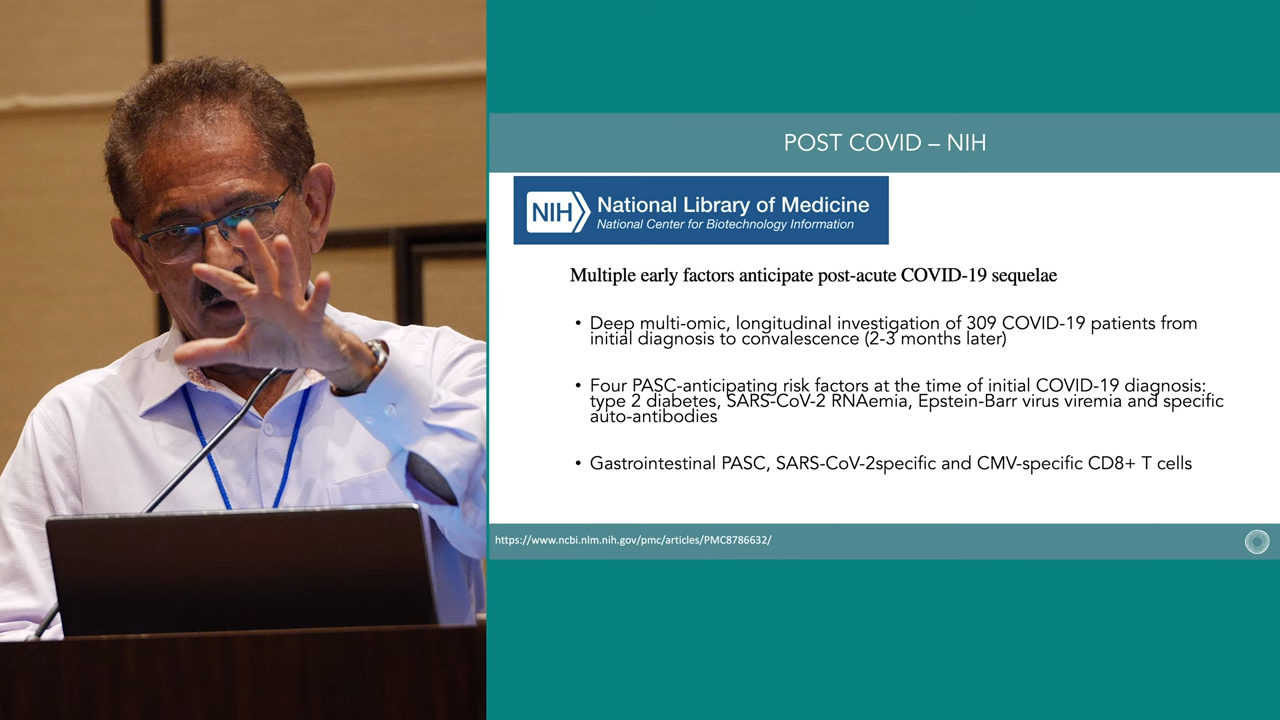 POST COVID – NIH
NIH
National Library of Medicine
National Center for Biotechnology Information
Multiple early factors anticipate post-acute COVID-19 sequelae
• Deep multi-omic, longitudinal investigation of 309 COVID-19 patients from
initial diagnosis to convalescence (2-3 months later)
• Four PASC-anticipating risk factors at the time of initial COVID-19 diagnosis:
type 2 diabetes, SARS-CoV-2 RNAemia, Epstein-Barr virus viremia and specific
auto-antibodies
• Gastrointestinal PASC, SARS-CoV-2specific and CMV-specific CD8+ T cells
https://www.ncbi.nlm.nih.gov/pmc/articles/PMC8786632/